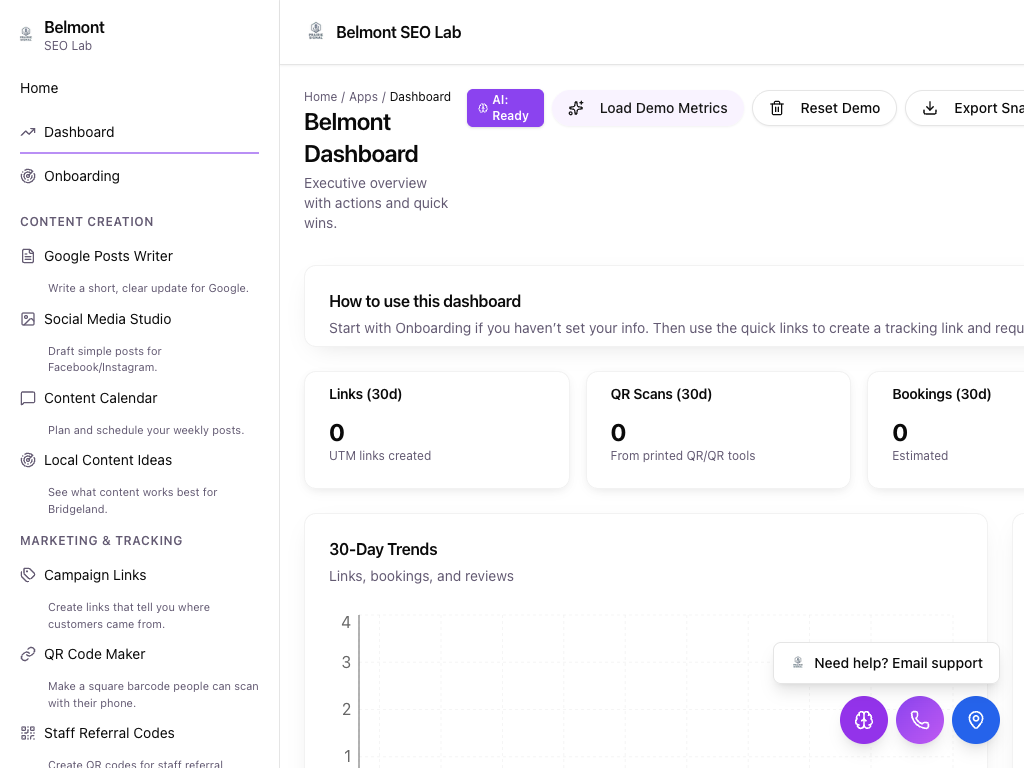 Belmont
SEO Lab
Home
Dashboard
Onboarding
CONTENT CREATION
Google Posts Writer
Write a short, clear update for Google.
Social Media Studio
Draft simple posts for
Facebook/Instagram.
Content Calendar
Plan and schedule your weekly posts.
Local Content Ideas
See what content works best for
Bridgeland.
MARKETING & TRACKING
Campaign Links
Create links that tell you where
customers came from.
QR Code Maker
Make a square barcode people can scan
with their phone.
Staff Referral Codes
Create QR codes for staff referral
Belmont SEO Lab
Home / Apps / Dashboard
Belmont
Dashboard
Executive overview
with actions and quick
wins.
AI:
Ready
Load Demo Metrics
Reset Demo
Export Sna
How to use this dashboard
Start with Onboarding if you haven’t set your info. Then use the quick links to create a tracking link and requ
Links (30d)
0
UTM links created
QR Scans (30d)
0
From printed QR/QR tools
Bookings (30d)
0
Estimated
30-Day Trends
Links, bookings, and reviews
4
3
2
1
Need help? Email support